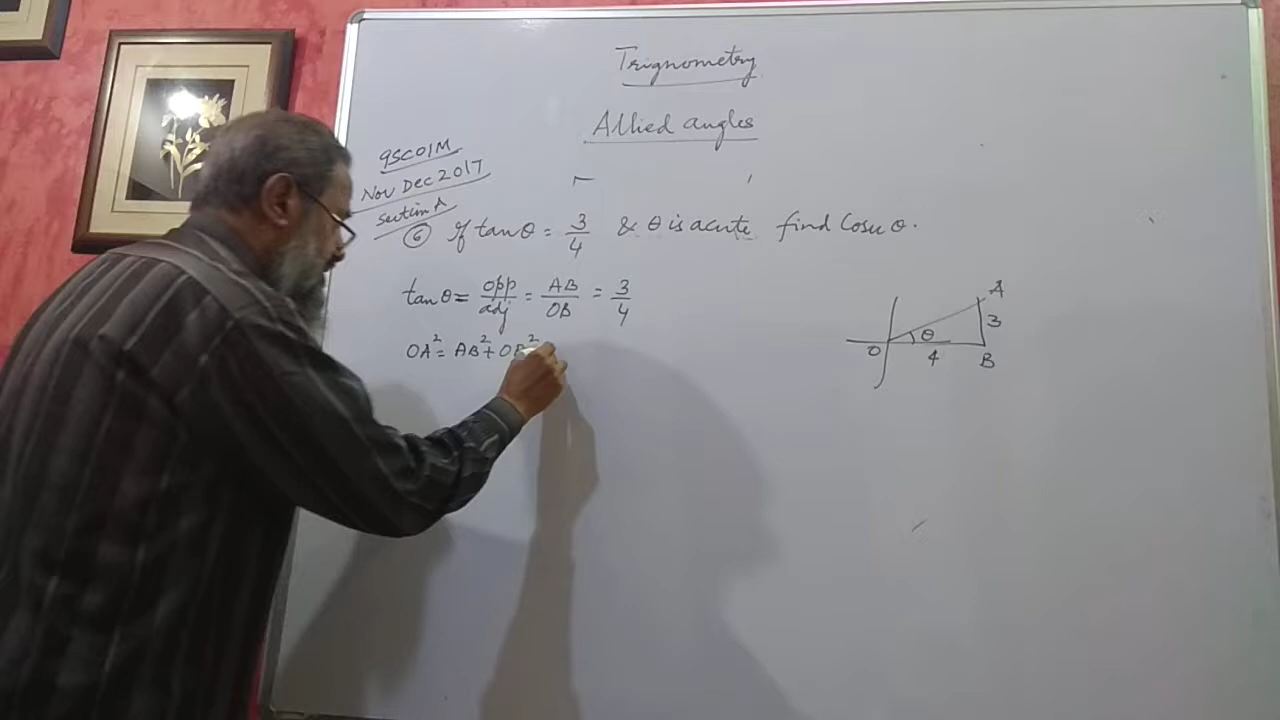 Trignometry
Allied angles
9SC01M
Nov Dec 2017
Section A
6 If tanθ = 3/4 & θ is acute find Cosec θ.
tanθ = opp/adj = AB/OB = 3/4
OA² = AB² + OB²
A
3
θ
O
4
B